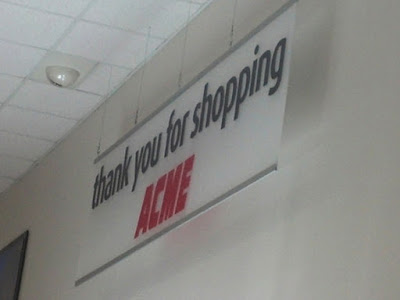 thank you for shopping
ACME